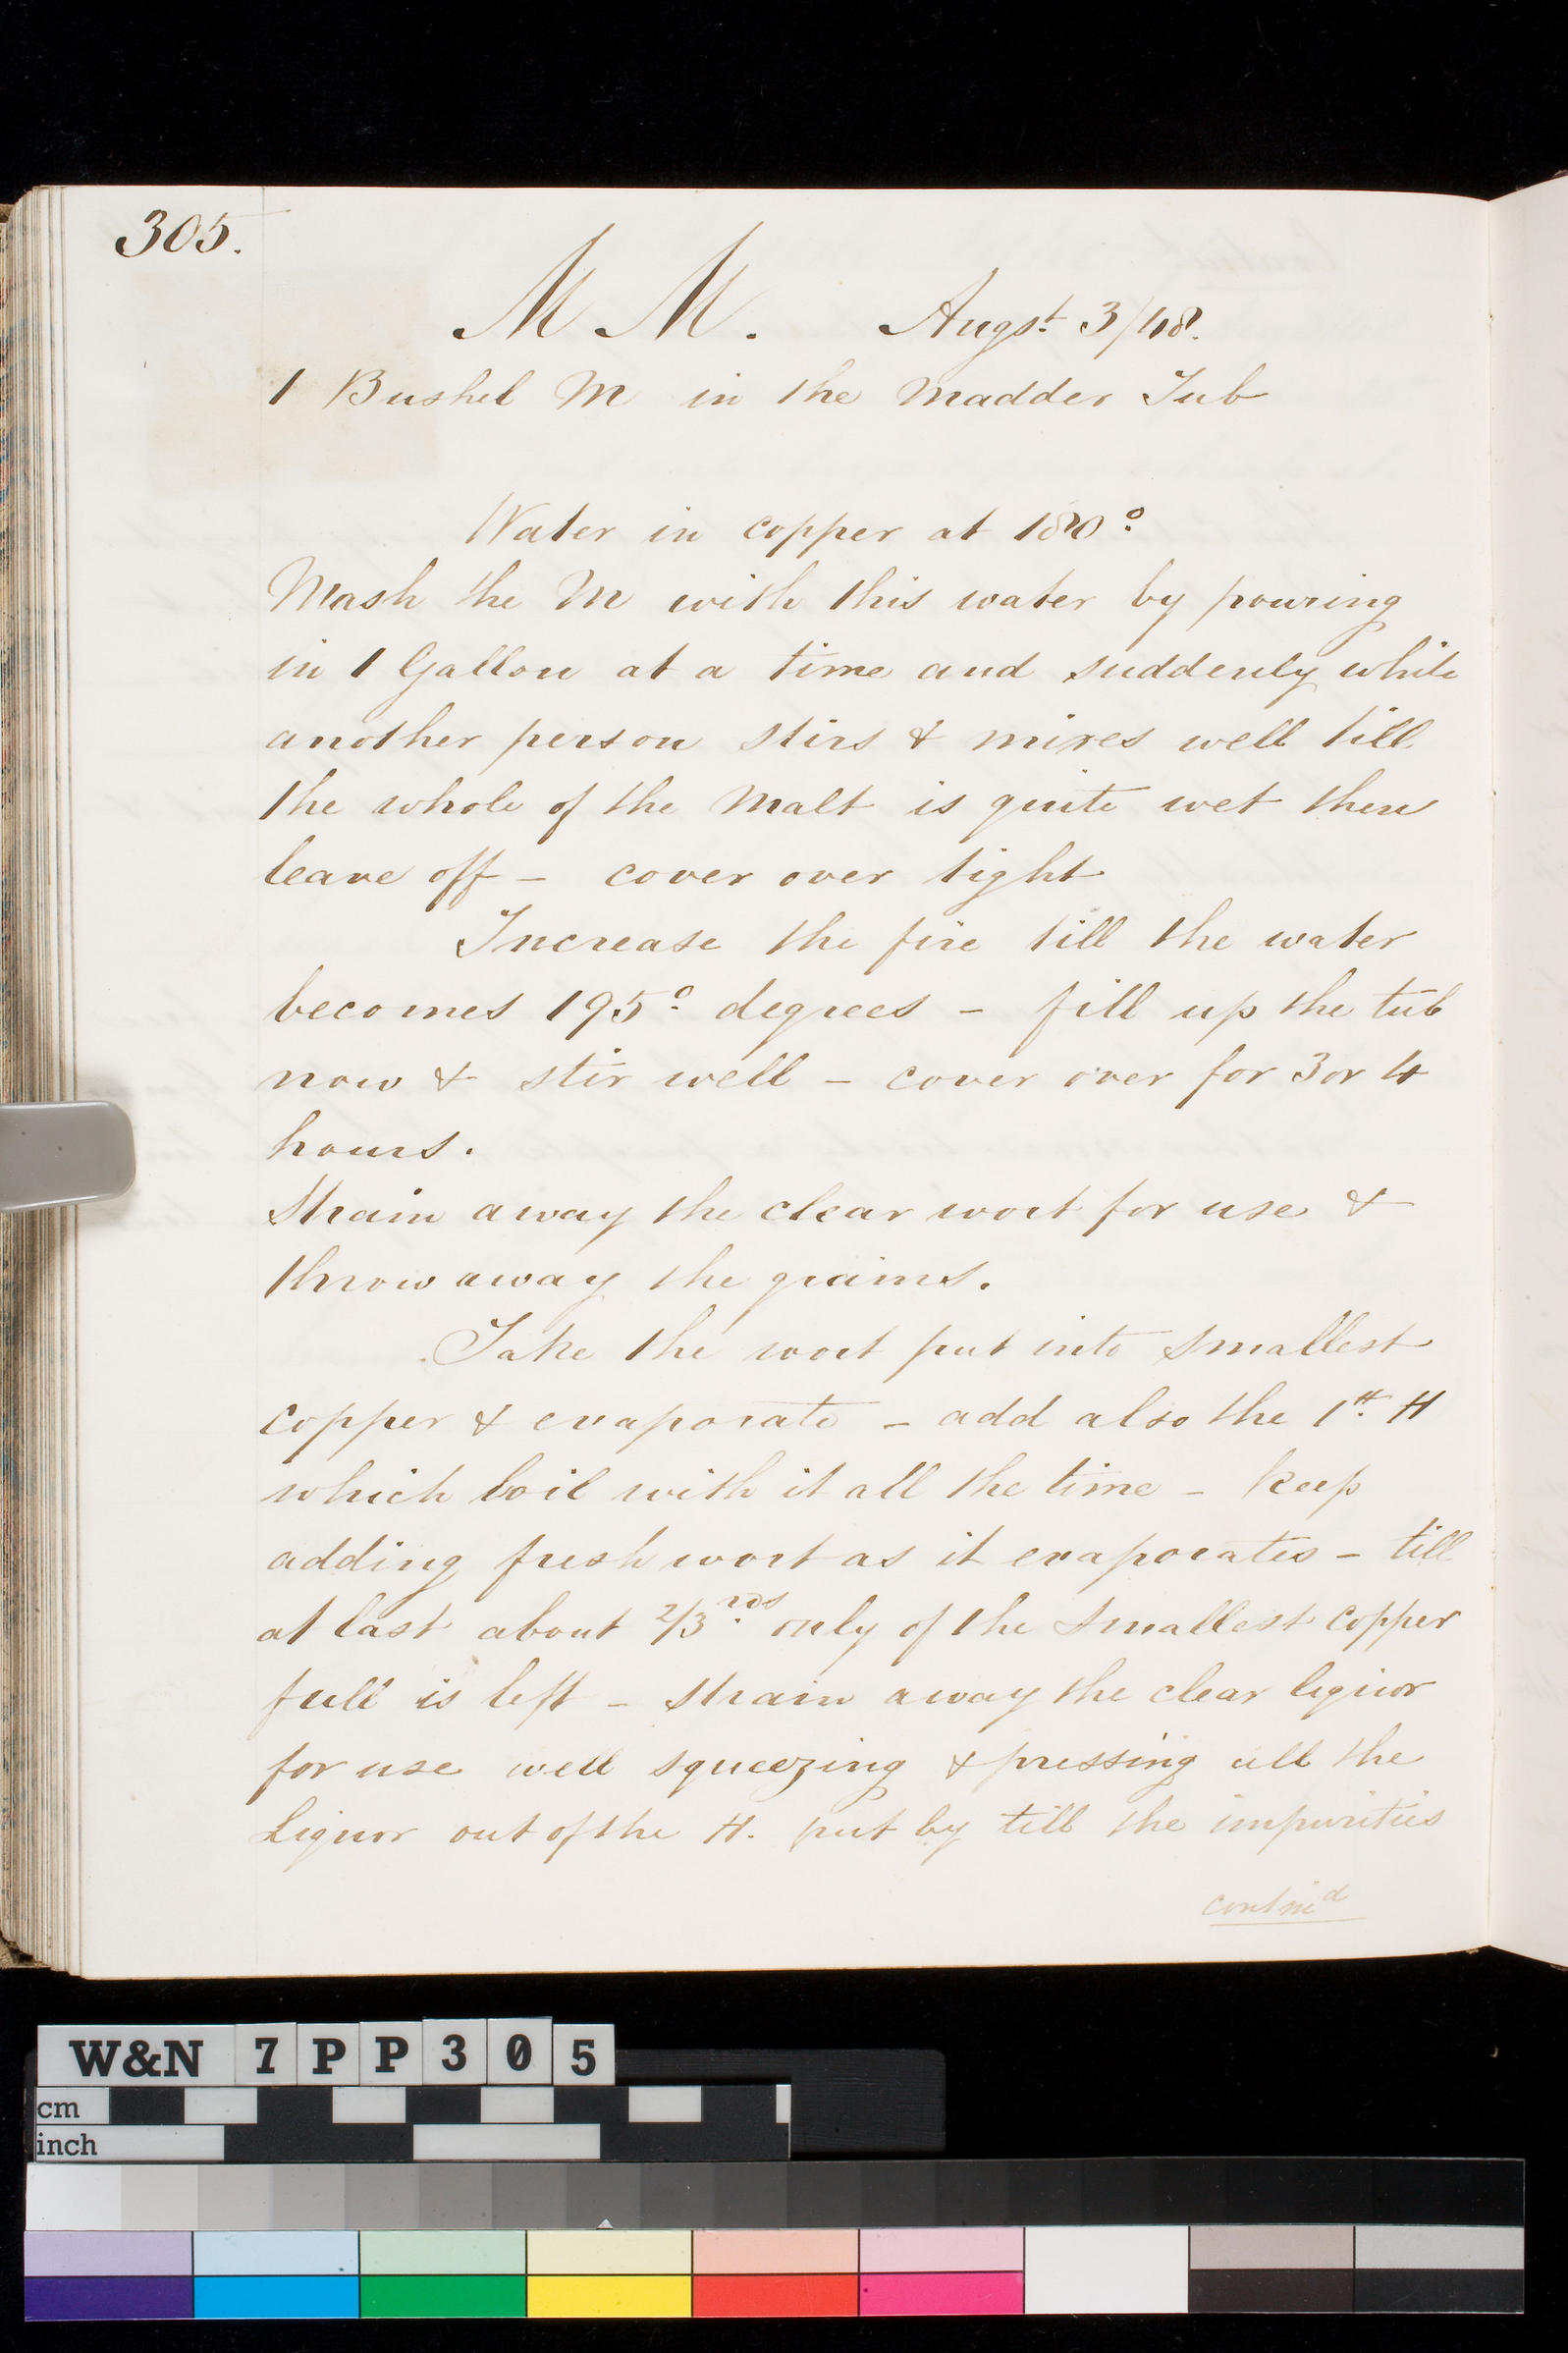 305.
M M. Augst. 3/48.
1 Bushel M in the Madder Tub
Water in copper at 180°
Mash the M with this water by pouring
in 1 Gallon at a time and suddenly while
another person stirs & mixes well till
the whole of the Malt is quite wet then
leave off – cover over tight
Increase the fire till the water
becomes 195° degrees – fill up the tub
now & stir well – cover over for 3 or 4
hours.
Strain away the clear wort for use &
throw away the grains.
Take the wort put into smallest
copper & evaporate – add also the 1 lb. H
which boil with it all the time – keep
adding fresh wort as it evaporates – till
at last about 2/3rds only of the smallest copper
full is left – strain away the clear liquor
for use well squeezing & pressing all the
Liquor out of the H. put by till the impurities
contind
W&N 7PP305
cm
inch